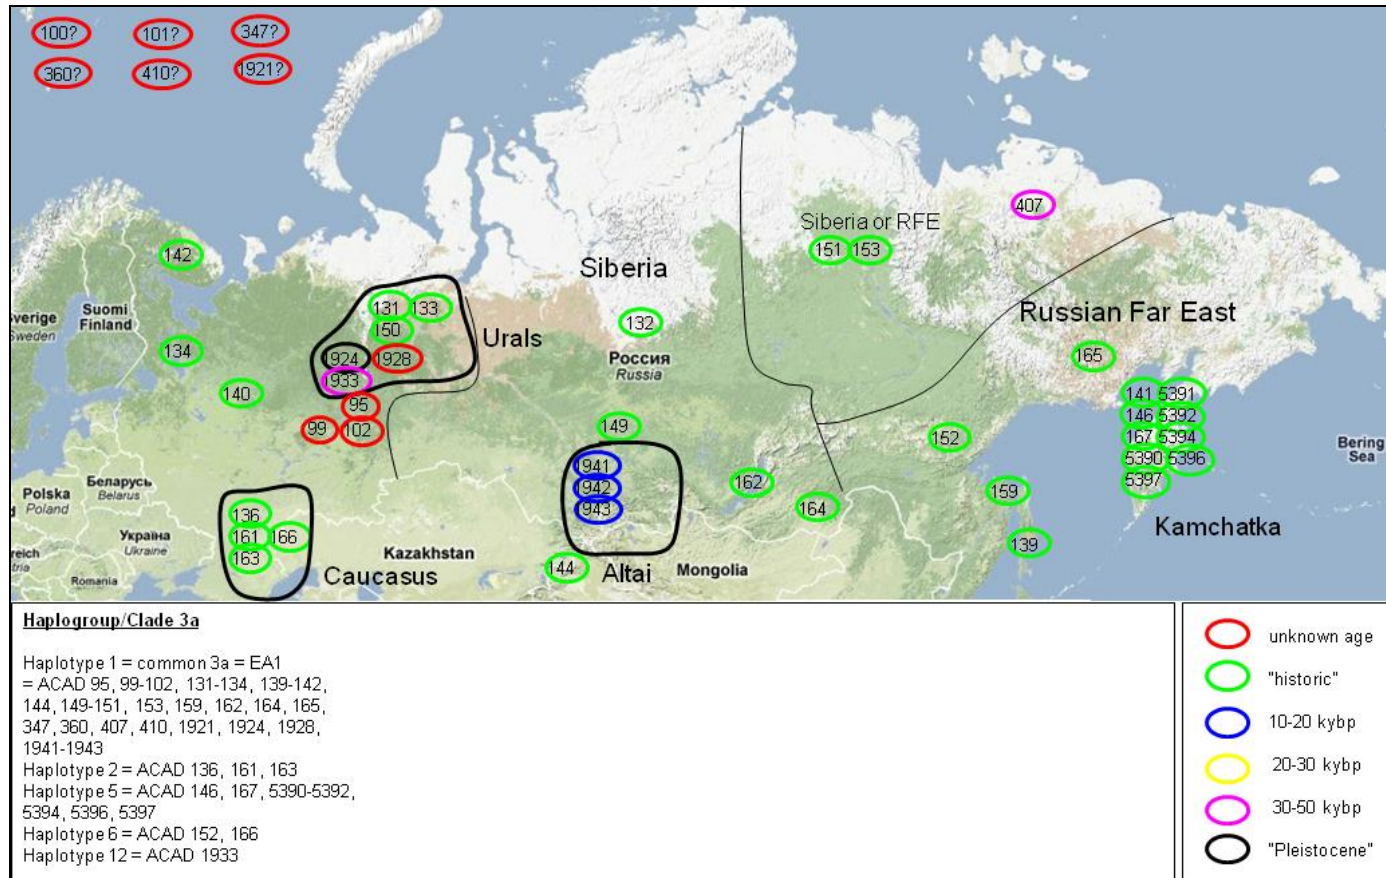 100?
101?
347?
360?
410?
1921?
407
Siberia or RFE
151
153
142
Siberia
Suomi
Finland
Sweden
131
133
150
Urals
132
Россия
Russia
Russian Far East
134
1924
1928
165
1933
140
95
99
102
149
141
5391
146
5392
167
5394
5390
5396
5397
152
Bering
Sea
1941
1942
1943
162
159
164
Беларусь
Belarus
Polska
Poland
136
161
166
163
Україна
Ukraine
Kamchatka
139
Kazakhstan
Caucasus
144
Altai
Mongolia
Romania
Haplogroup/Clade 3a
Haplotype 1 = common 3a = EA1
= ACAD 95, 99-102, 131-134, 139-142,
144, 149-151, 153, 159, 162, 164, 165,
347, 360, 407, 410, 1921, 1924, 1928,
1941-1943
Haplotype 2 = ACAD 136, 161, 163
Haplotype 5 = ACAD 146, 167, 5390-5392,
5394, 5396, 5397
Haplotype 6 = ACAD 152, 166
Haplotype 12 = ACAD 1933
unknown age
"historic"
10-20 kybp
20-30 kybp
30-50 kybp
"Pleistocene"